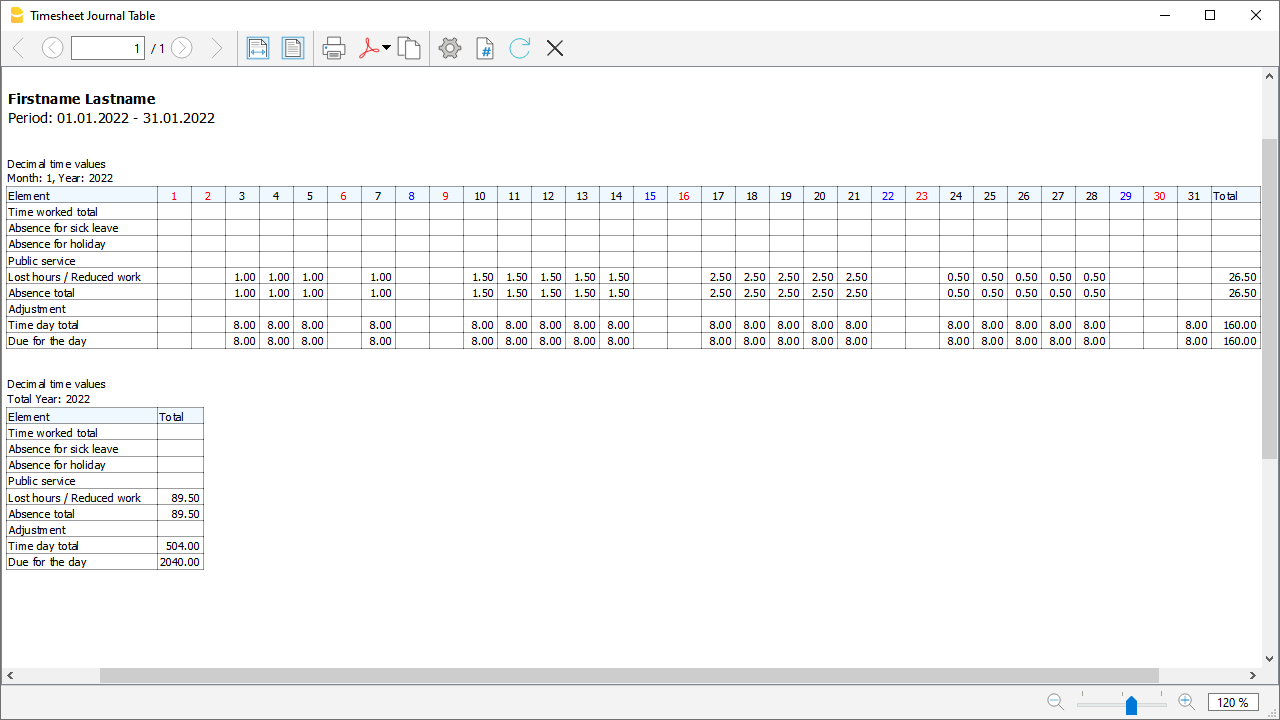 Timesheet Journal Table
1 / 1
#
Firstname Lastname
Period: 01.01.2022 - 31.01.2022
Decimal time values
Month: 1, Year: 2022
Element 1 2 3 4 5 6 7 8 9 10 11 12 13 14 15 16 17 18 19 20 21 22 23 24 25 26 27 28 29 30 31 Total
Time worked total
Absence for sick leave
Absence for holiday
Public service
Lost hours / Reduced work 1.00 1.00 1.00 1.00 1.50 1.50 1.50 1.50 1.50 2.50 2.50 2.50 2.50 2.50 0.50 0.50 0.50 0.50 0.50 26.50
Absence total 1.00 1.00 1.00 1.00 1.50 1.50 1.50 1.50 1.50 2.50 2.50 2.50 2.50 2.50 0.50 0.50 0.50 0.50 0.50 26.50
Adjustment
Time day total 8.00 8.00 8.00 8.00 8.00 8.00 8.00 8.00 8.00 8.00 8.00 8.00 8.00 8.00 8.00 8.00 8.00 8.00 8.00 8.00 160.00
Due for the day 8.00 8.00 8.00 8.00 8.00 8.00 8.00 8.00 8.00 8.00 8.00 8.00 8.00 8.00 8.00 8.00 8.00 8.00 8.00 8.00 160.00
Decimal time values
Total Year: 2022
Element Total
Time worked total
Absence for sick leave
Absence for holiday
Public service
Lost hours / Reduced work 89.50
Absence total 89.50
Adjustment
Time day total 504.00
Due for the day 2040.00
120 %